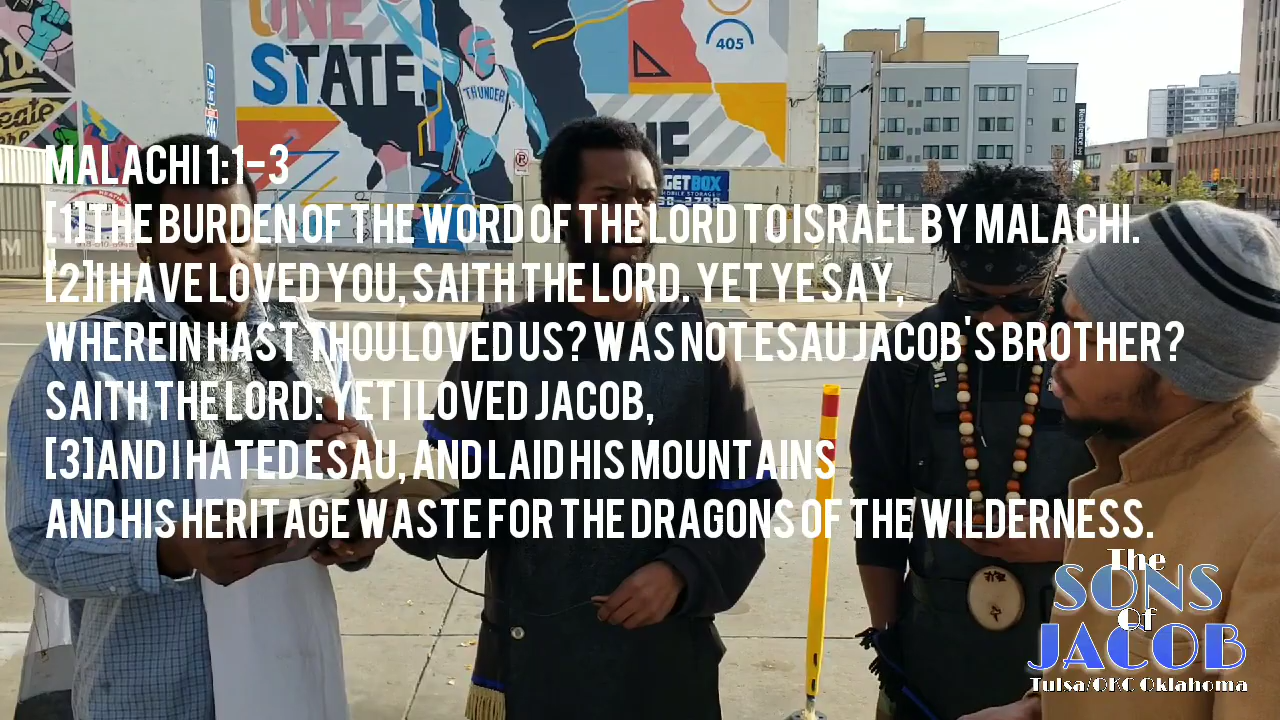 ONE
STATE
THUNDER
405
MALACHI 1:1-3
[1]THE BURDEN OF THE WORD OF THE LORD TO ISRAEL BY MALACHI.
[2]I HAVE LOVED YOU, SAITH THE LORD. YET YE SAY,
WHEREIN HAST THOU LOVED US? WAS NOT ESAU JACOB'S BROTHER?
SAITH THE LORD: YET I LOVED JACOB,
[3]AND I HATED ESAU, AND LAID HIS MOUNTAINS
AND HIS HERITAGE WASTE FOR THE DRAGONS OF THE WILDERNESS.
GETBOX
MOBILE STORAGE
Residence
The
SONS
Of
JACOB
Tulsa/OKC Oklahoma